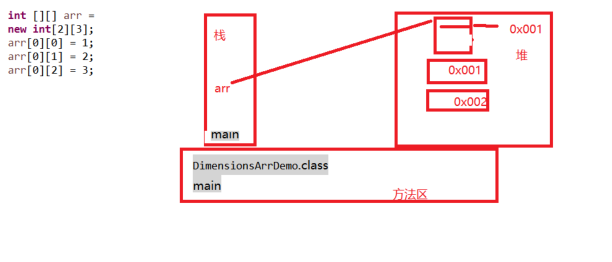 int [][] arr =
new int[2][3];
arr[0][0] = 1;
arr[0][1] = 2;
arr[0][2] = 3;
栈
arr
main
0x001
堆
0x001
0x002
DimensionsArrDemo.class
main
方法区